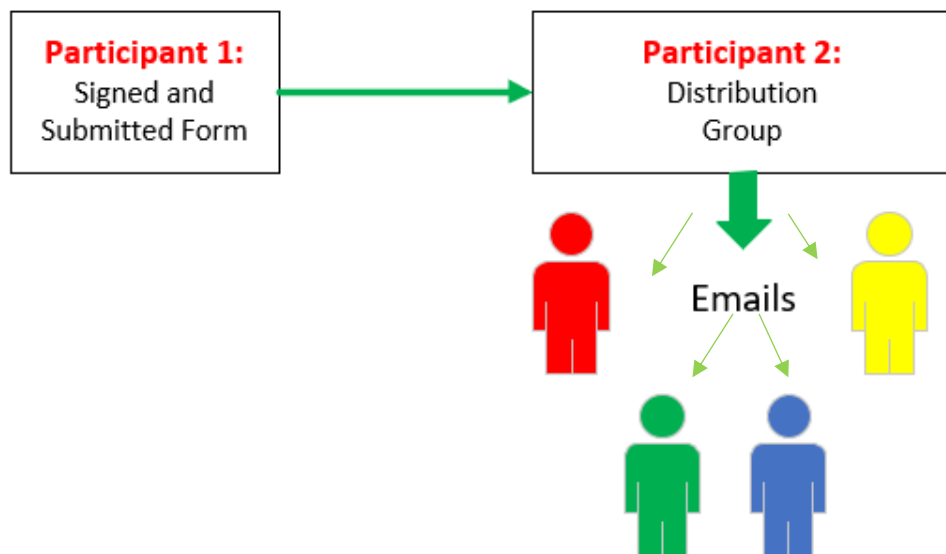 Participant 1:
Signed and
Submitted Form
Participant 2:
Distribution
Group
Emails